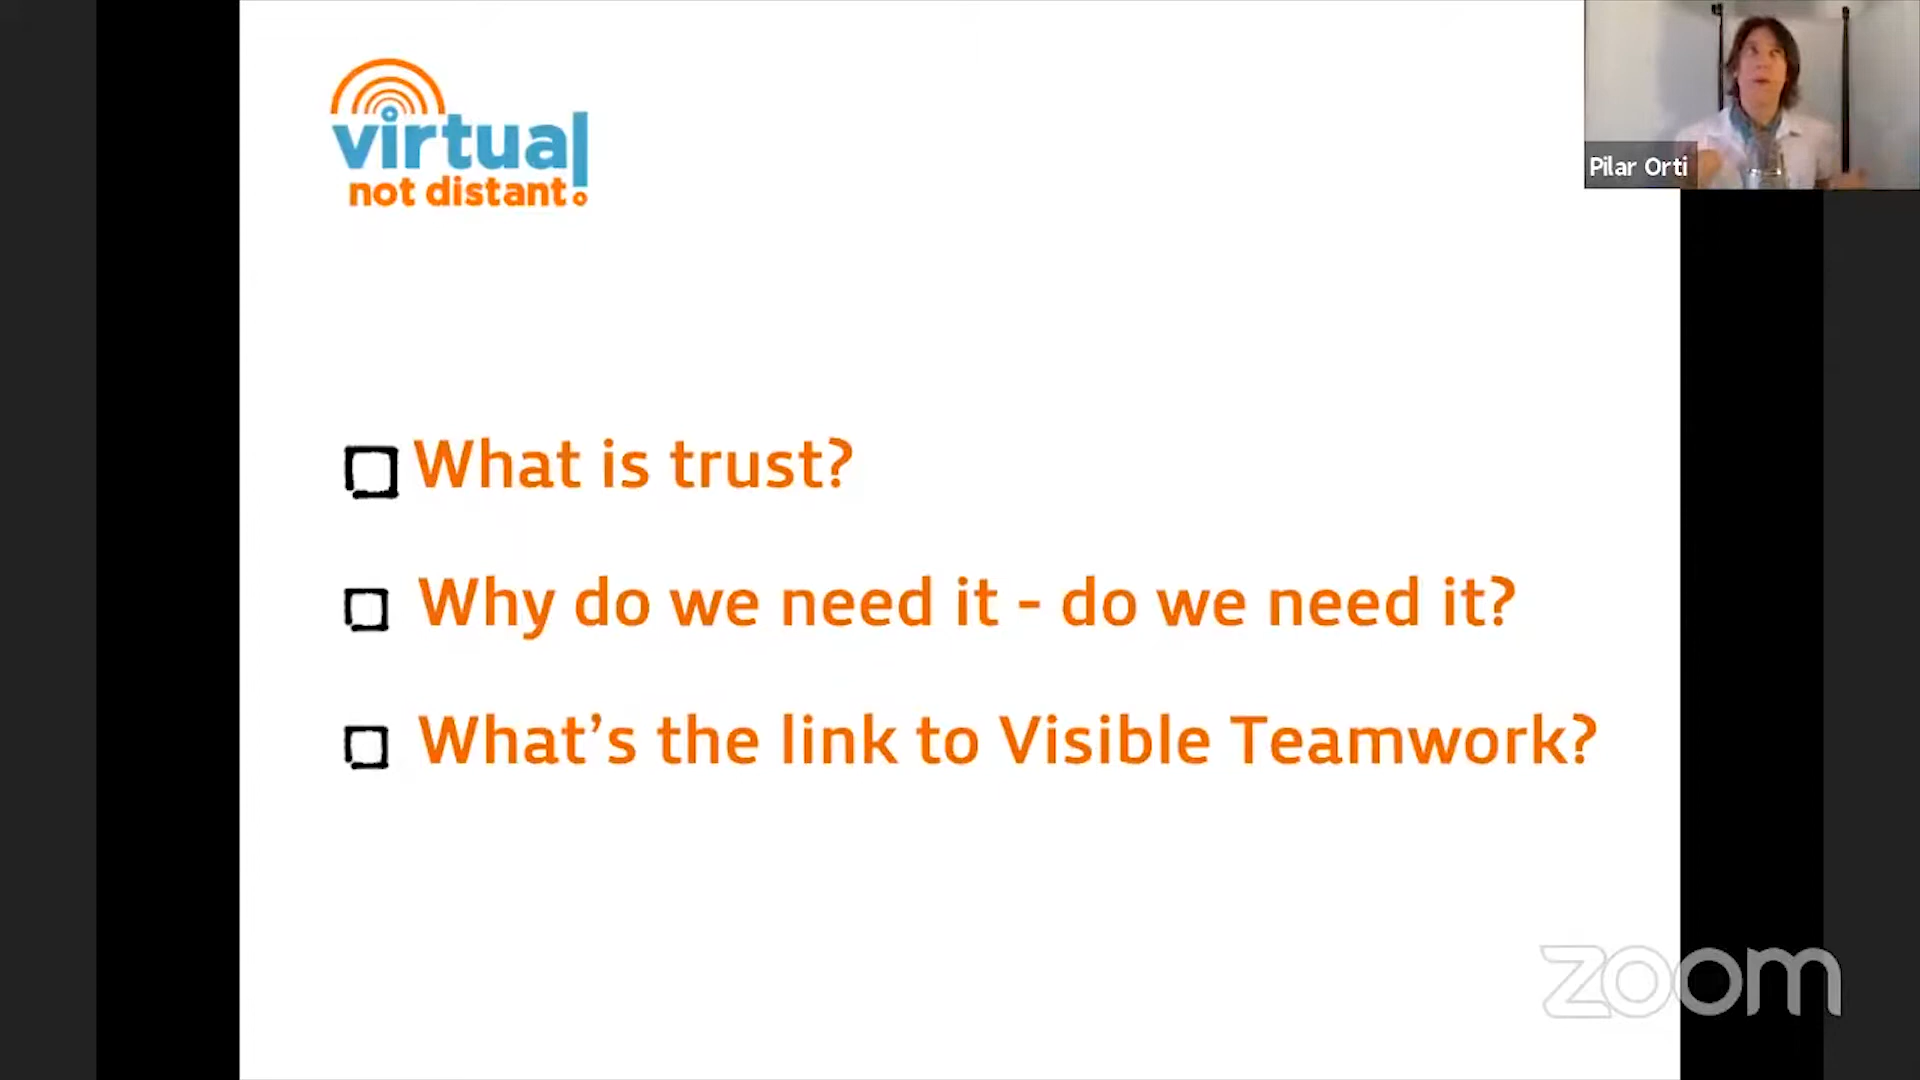 virtual
not distant!
Pilar Orti
What is trust?
Why do we need it - do we need it?
What’s the link to Visible Teamwork?
zoom